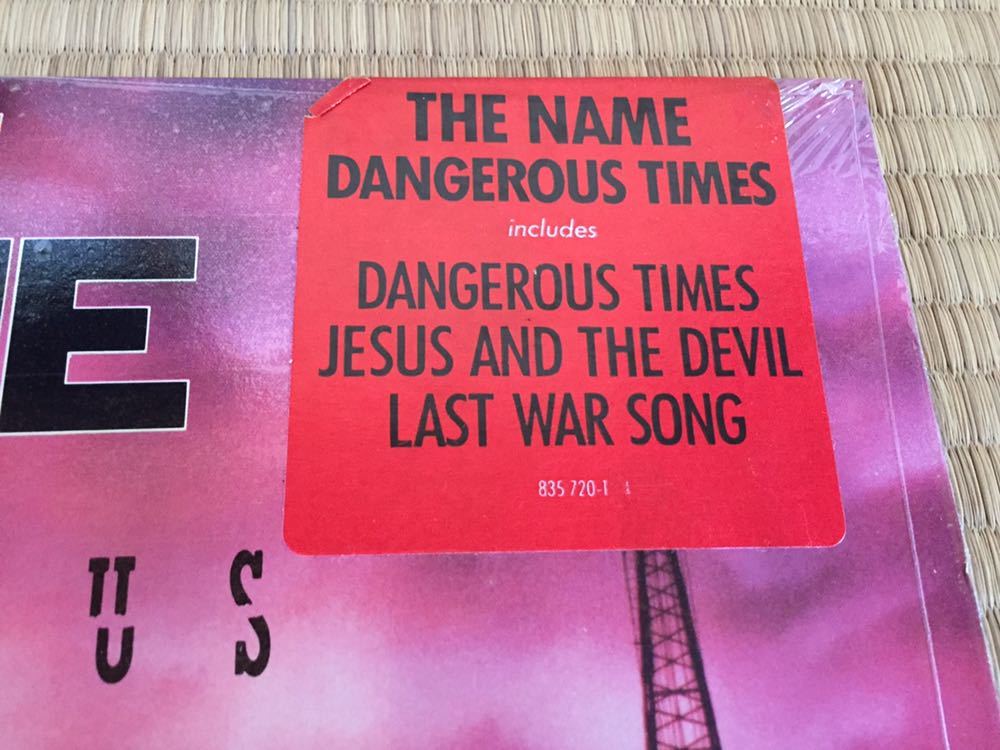 THE NAME
DANGEROUS TIMES
includes
DANGEROUS TIMES
JESUS AND THE DEVIL
LAST WAR SONG
835 720-1
E
U S